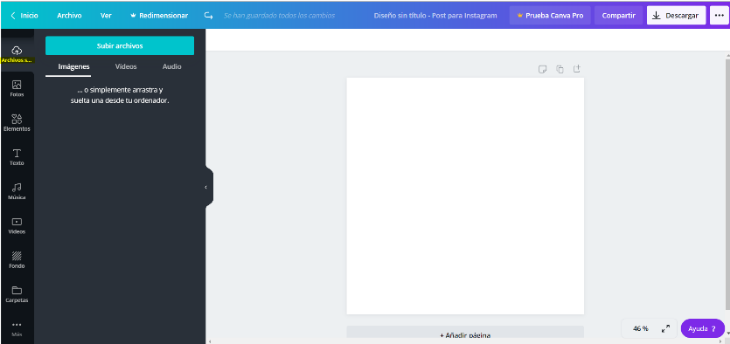 Inicio Archivo Ver Redimensionar Se han guardado todos los cambios Diseño sin título - Post para Instagram Prueba Canva Pro Compartir Descargar
Archivos s...
Fotos
Elementos
Texto
Música
Videos
Fondo
Carpetas
Más
Subir archivos
Imágenes Videos Audio
... o simplemente arrastra y
suelta una desde tu ordenador.
+ Añadir página
46 % Ayuda ?